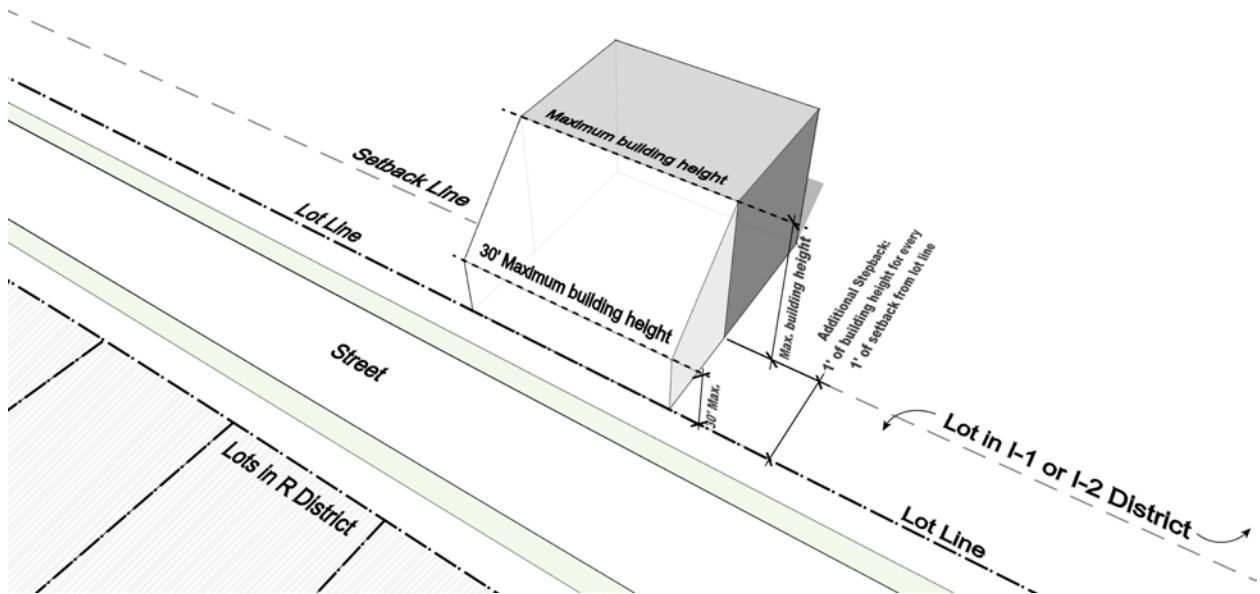 Maximum building height
Setback Line
Lot Line
30' Maximum building height
Max. building height
Additional Stepback:
1' of building height for every
1' of setback from lot line
Street
30' Max.
Lot in I-1 or I-2 District
Lots in R District
Lot Line